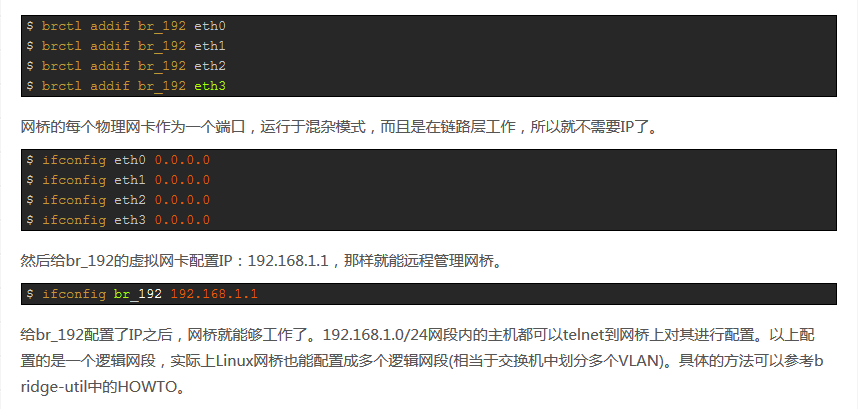 $ brctl addif br_192 eth0
$ brctl addif br_192 eth1
$ brctl addif br_192 eth2
$ brctl addif br_192 eth3
网桥的每个物理网卡作为一个端口，运行于混杂模式，而且是在链路层工作，所以就不需要IP了。
$ ifconfig eth0 0.0.0.0
$ ifconfig eth1 0.0.0.0
$ ifconfig eth2 0.0.0.0
$ ifconfig eth3 0.0.0.0
然后给br_192的虚拟网卡配置IP：192.168.1.1，那样就能远程管理网桥。
$ ifconfig br_192 192.168.1.1
给br_192配置了IP之后，网桥就能够工作了。192.168.1.0/24网段内的主机都可以telnet到网桥上对其进行配置。以上配
置的是一个逻辑网段，实际上Linux网桥也能配置成多个逻辑网段(相当于交换机中划分多个VLAN)。具体的方法可以参考b
ridge-util中的HOWTO。